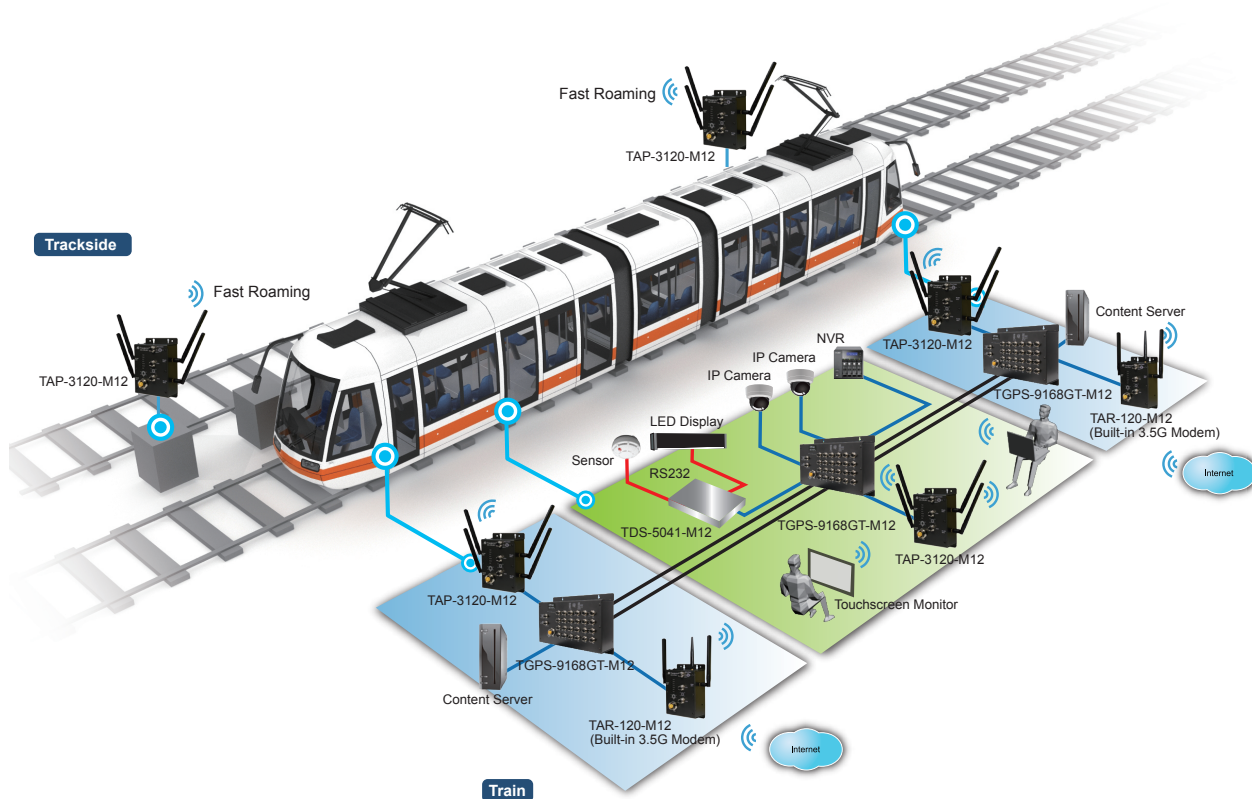 Fast Roaming
TAP-3120-M12
Trackside
Fast Roaming
TAP-3120-M12
TAP-3120-M12
Content Server
TGPS-9168GT-M12
TAR-120-M12
(Built-in 3.5G Modem)
Internet
NVR
IP Camera
IP Camera
LED Display
Sensor
RS232
TDS-5041-M12
TGPS-9168GT-M12
TAP-3120-M12
Touchscreen Monitor
TAP-3120-M12
TGPS-9168GT-M12
Content Server
TAR-120-M12
(Built-in 3.5G Modem)
Internet
Train